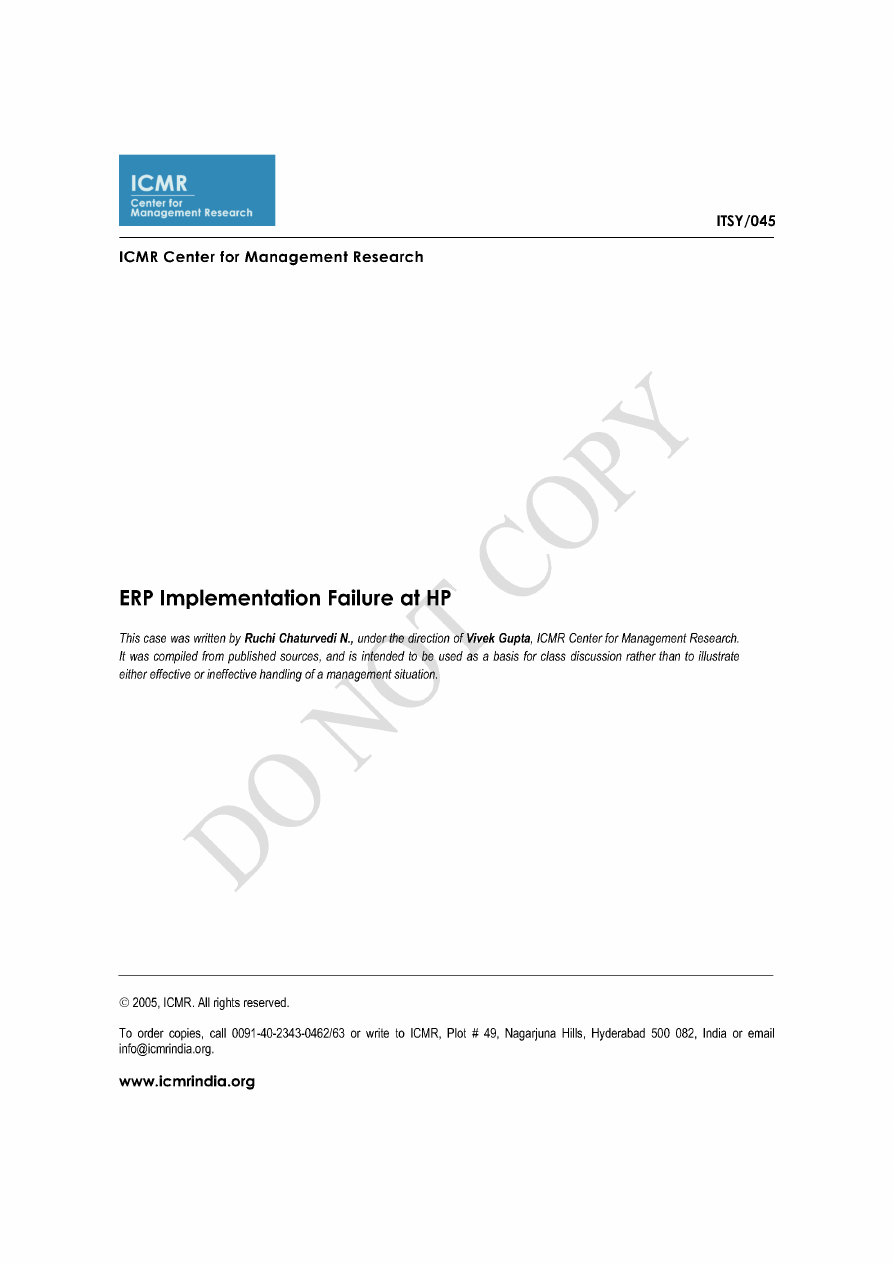 ICMR
Center for
Management Research
ITSY/045
ICMR Center for Management Research
DO NOT COPY
ERP Implementation Failure at HP
This case was written by Ruchi Chaturvedi N., under the direction of Vivek Gupta, ICMR Center for Management Research.
It was compiled from published sources, and is intended to be used as a basis for class discussion rather than to illustrate
either effective or ineffective handling of a management situation.
© 2005, ICMR. All rights reserved.
To order copies, call 0091-40-2343-0462/63 or write to ICMR, Plot # 49, Nagarjuna Hills, Hyderabad 500 082, India or email
info@icmrindia.org.
www.icmrindia.org